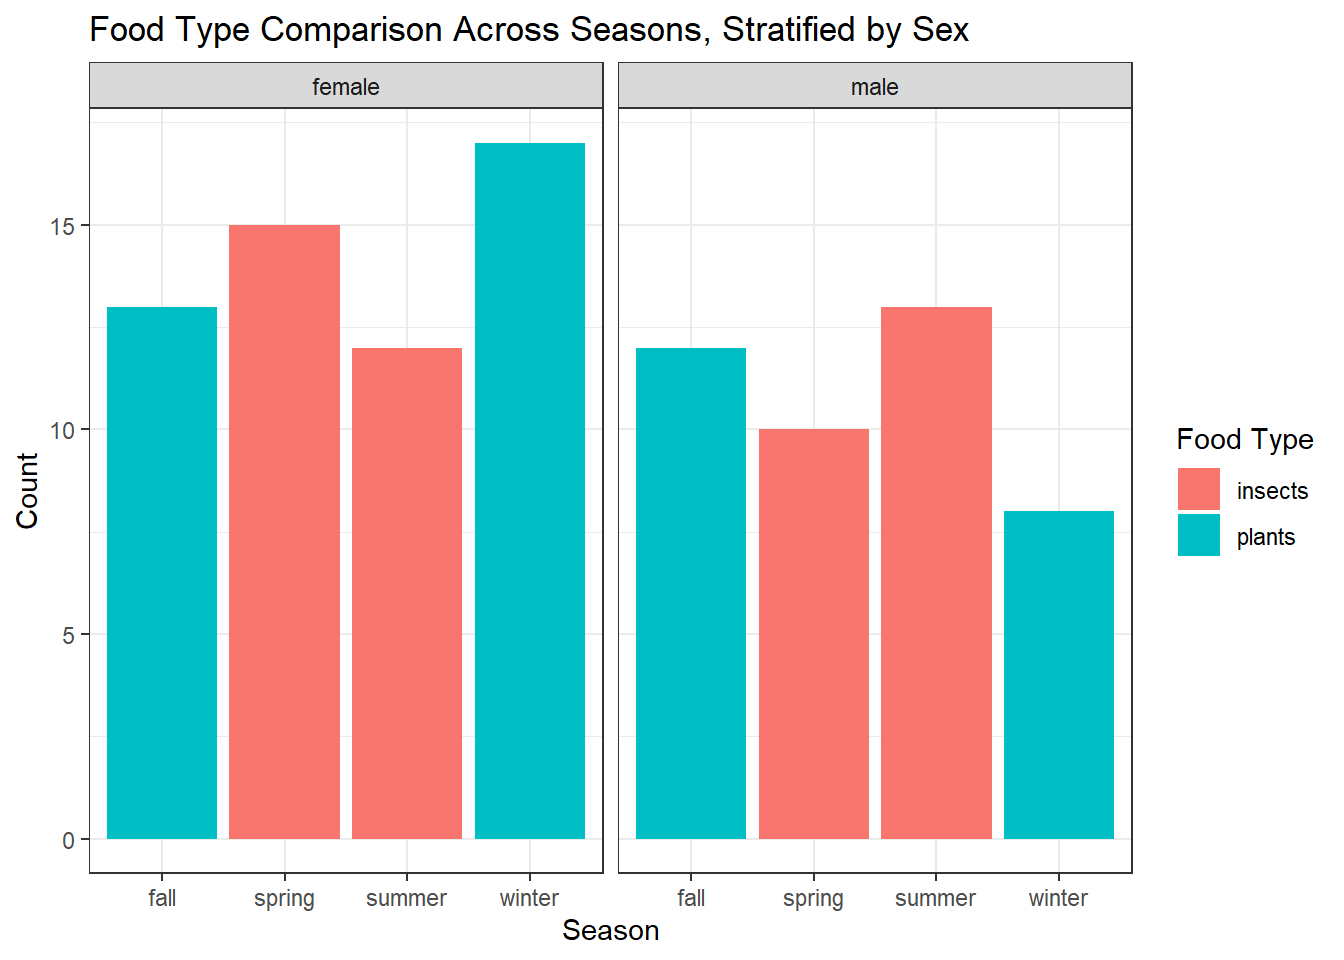 Food Type Comparison Across Seasons, Stratified by Sex
female
male
15
10
5
0
Count
fall spring summer winter
fall spring summer winter
Season
Food Type
insects
plants